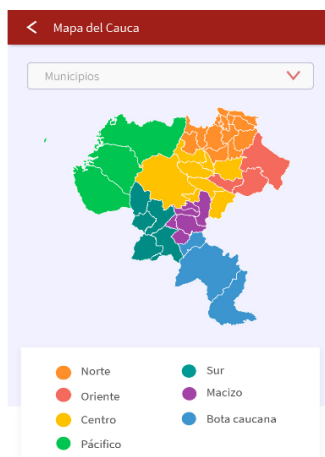 Mapa del Cauca
Municipios
Norte
Oriente
Centro
Pácifico
Sur
Macizo
Bota caucana